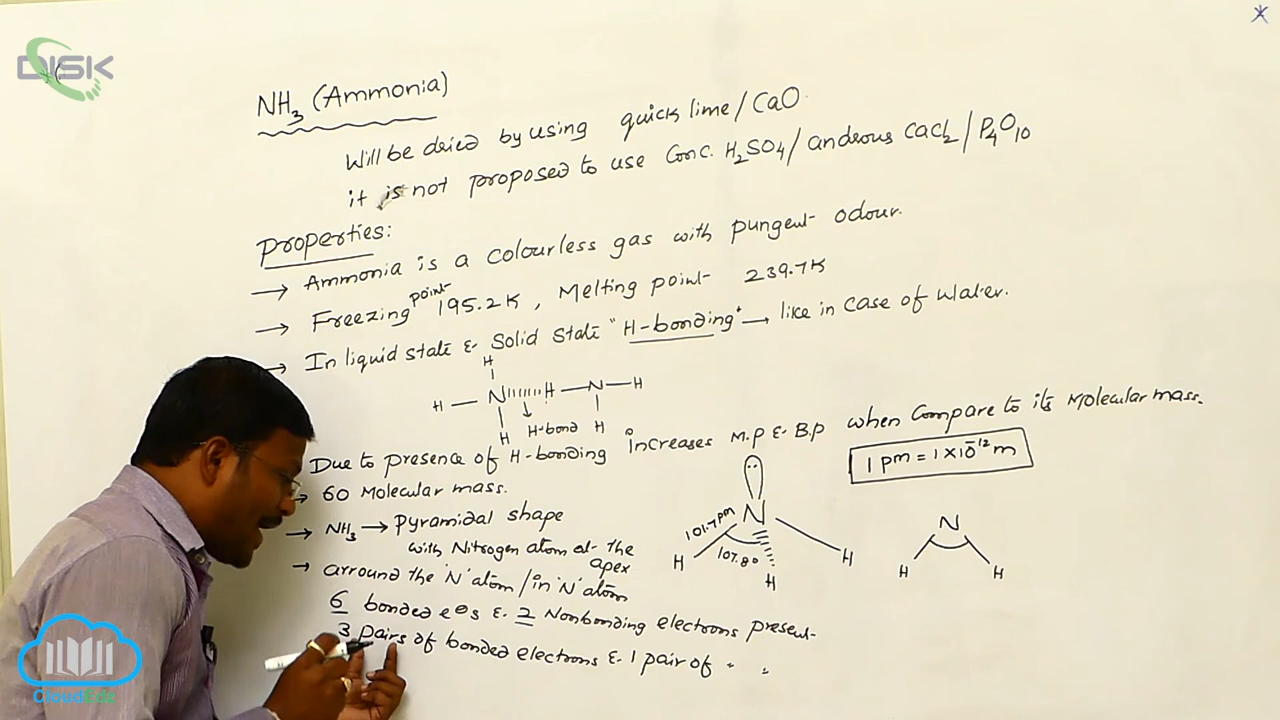 DISK
NH3 (Ammonia)
Will be dried by using quick lime / CaO
it is not proposed to use Conc. H2SO4 / androus CaCl2 / P4O10
Properties:
→ Ammonia is a colourless gas with pungent odour.
→ Freezing point 195.2K, Melting point 239.7K
→ In liquid state & Solid State "H-bonding" → like in case of Water.
H
H — N ııııııı H — N — H
H H-bond H
Due to presence of H-bonding increases M.P & B.P when Compare to its Molecular mass.
1 pm = 1 × 10⁻¹² m
→ 60 Molecular mass.
→ NH3 → Pyramidal shape
with Nitrogen atom at the apex
N
101.7pm
107.8°
H H H
N
H H
→ arround the 'N' atom / in 'N' atom
6 bonded e⊖s & 2 Nonbonding electrons present
3 pairs of bonded electrons & 1 pair of " "
CloudEdz